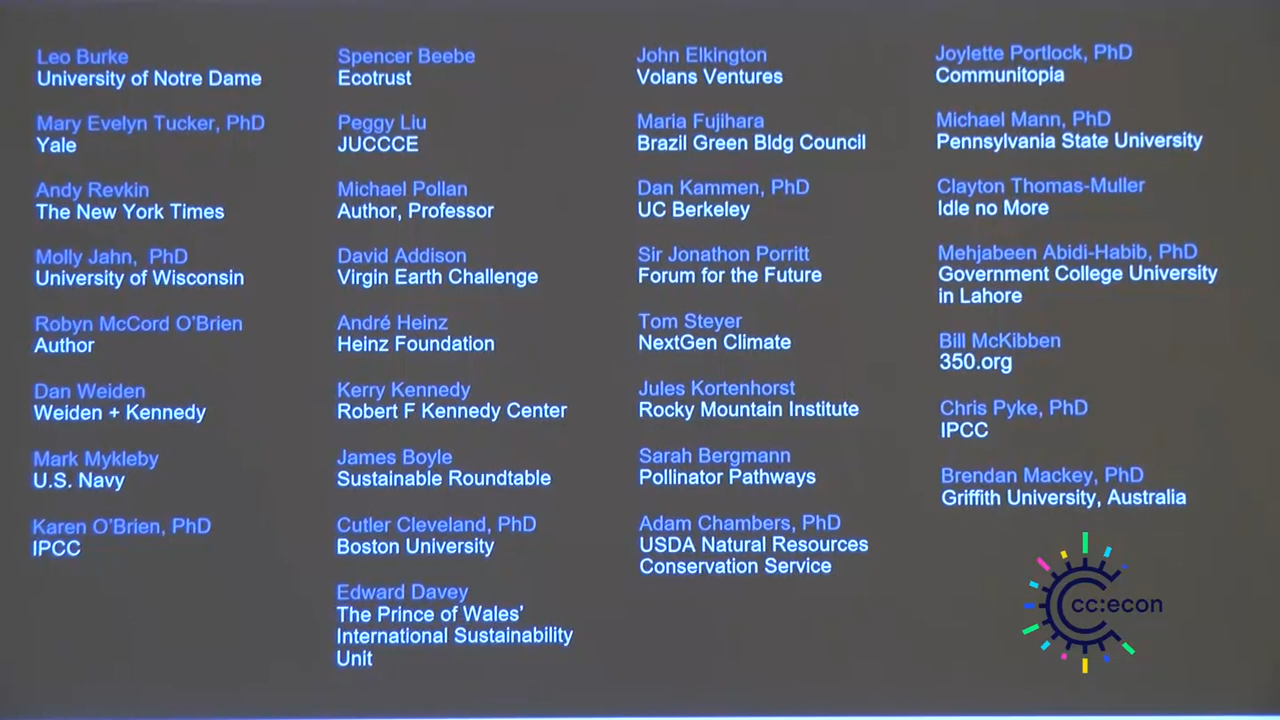 Leo Burke
University of Notre Dame
Mary Evelyn Tucker, PhD
Yale
Andy Revkin
The New York Times
Molly Jahn, PhD
University of Wisconsin
Robyn McCord O'Brien
Author
Dan Weiden
Weiden + Kennedy
Mark Mykleby
U.S. Navy
Karen O'Brien, PhD
IPCC
Spencer Beebe
Ecotrust
Peggy Liu
JUCCCE
Michael Pollan
Author, Professor
David Addison
Virgin Earth Challenge
André Heinz
Heinz Foundation
Kerry Kennedy
Robert F Kennedy Center
James Boyle
Sustainable Roundtable
Cutler Cleveland, PhD
Boston University
Edward Davey
The Prince of Wales'
International Sustainability
Unit
John Elkington
Volans Ventures
Maria Fujihara
Brazil Green Bldg Council
Dan Kammen, PhD
UC Berkeley
Sir Jonathon Porritt
Forum for the Future
Tom Steyer
NextGen Climate
Jules Kortenhorst
Rocky Mountain Institute
Sarah Bergmann
Pollinator Pathways
Adam Chambers, PhD
USDA Natural Resources
Conservation Service
Joylette Portlock, PhD
Communitopia
Michael Mann, PhD
Pennsylvania State University
Clayton Thomas-Muller
Idle no More
Mehjabeen Abidi-Habib, PhD
Government College University
in Lahore
Bill McKibben
350.org
Chris Pyke, PhD
IPCC
Brendan Mackey, PhD
Griffith University, Australia
cc:econ